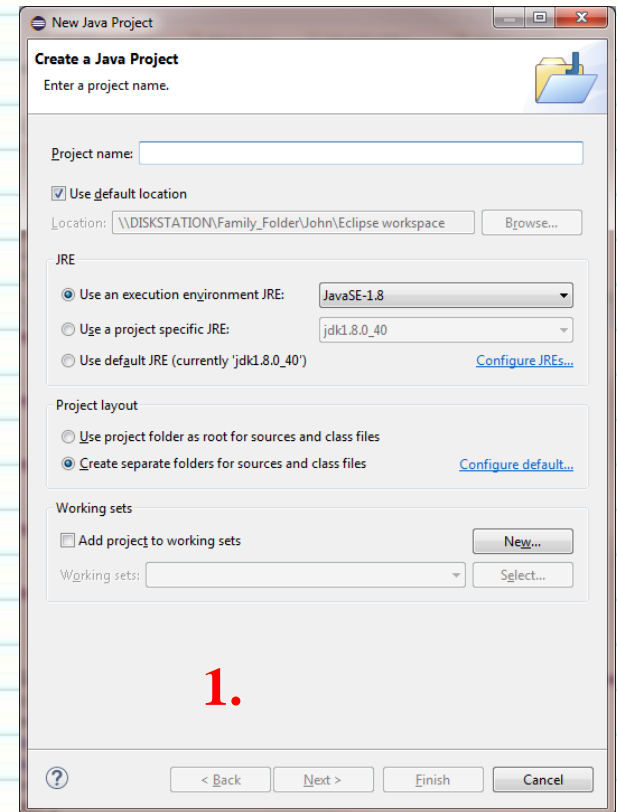 New Java Project
Create a Java Project
Enter a project name.
Project name:
Use default location
Location: \\DISKSTATION\Family_Folder\John\Eclipse workspace Browse...
JRE
Use an execution environment JRE: JavaSE-1.8
Use a project specific JRE: jdk1.8.0_40
Use default JRE (currently 'jdk1.8.0_40') Configure JREs...
Project layout
Use project folder as root for sources and class files
Create separate folders for sources and class files Configure default...
Working sets
Add project to working sets New...
Working sets: Select...
1.
? < Back Next > Finish Cancel